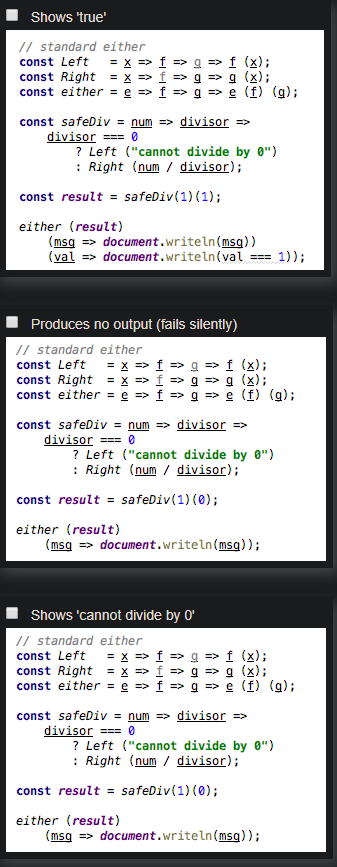 Shows 'true'
// standard either
const Left   = x => f => g => f (x);
const Right  = x => f => g => g (x);
const either = e => f => g => e (f) (g);
const safeDiv = num => divisor =>
    divisor === 0
        ? Left ("cannot divide by 0")
        : Right (num / divisor);
const result = safeDiv(1)(1);
either (result)
    (msg => document.writeln(msg))
    (val => document.writeln(val === 1));
Produces no output (fails silently)
// standard either
const Left   = x => f => g => f (x);
const Right  = x => f => g => g (x);
const either = e => f => g => e (f) (g);
const safeDiv = num => divisor =>
    divisor === 0
        ? Left ("cannot divide by 0")
        : Right (num / divisor);
const result = safeDiv(1)(0);
either (result)
    (msg => document.writeln(msg));
Shows 'cannot divide by 0'
// standard either
const Left   = x => f => g => f (x);
const Right  = x => f => g => g (x);
const either = e => f => g => e (f) (g);
const safeDiv = num => divisor =>
    divisor === 0
        ? Left ("cannot divide by 0")
        : Right (num / divisor);
const result = safeDiv(1)(0);
either (result)
    (msg => document.writeln(msg));